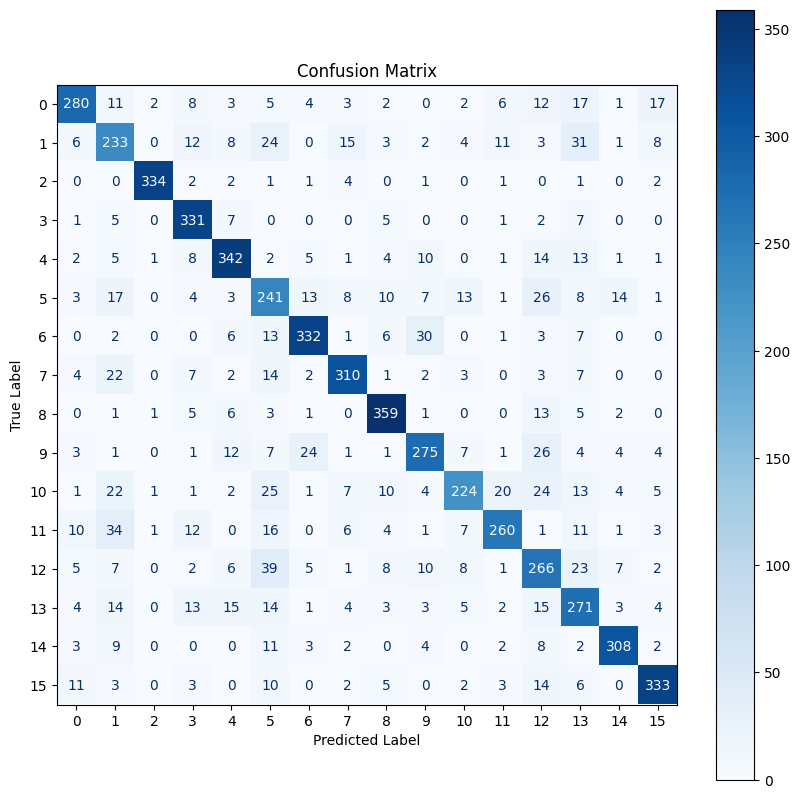 Confusion Matrix
0 280 11 2 8 3 5 4 3 2 0 2 6 12 17 1 17
1 6 233 0 12 8 24 0 15 3 2 4 11 3 31 1 8
2 0 0 334 2 2 1 1 4 0 1 0 1 0 1 0 2
3 1 5 0 331 7 0 0 0 5 0 0 1 2 7 0 0
4 2 5 1 8 342 2 5 1 4 10 0 1 14 13 1 1
5 3 17 0 4 3 241 13 8 10 7 13 1 26 8 14 1
6 0 2 0 0 6 13 332 1 6 30 0 1 3 7 0 0
7 4 22 0 7 2 14 2 310 1 2 3 0 3 7 0 0
8 0 1 1 5 6 3 1 0 359 1 0 0 13 5 2 0
9 3 1 0 1 12 7 24 1 1 275 7 1 26 4 4 4
10 1 22 1 1 2 25 1 7 10 4 224 20 24 13 4 5
11 10 34 1 12 0 16 0 6 4 1 7 260 1 11 1 3
12 5 7 0 2 6 39 5 1 8 10 8 1 266 23 7 2
13 4 14 0 13 15 14 1 4 3 3 5 2 15 271 3 4
14 3 9 0 0 0 11 3 2 0 4 0 2 8 2 308 2
15 11 3 0 3 0 10 0 2 5 0 2 3 14 6 0 333
0 1 2 3 4 5 6 7 8 9 10 11 12 13 14 15
Predicted Label
True Label
350
300
250
200
150
100
50
0